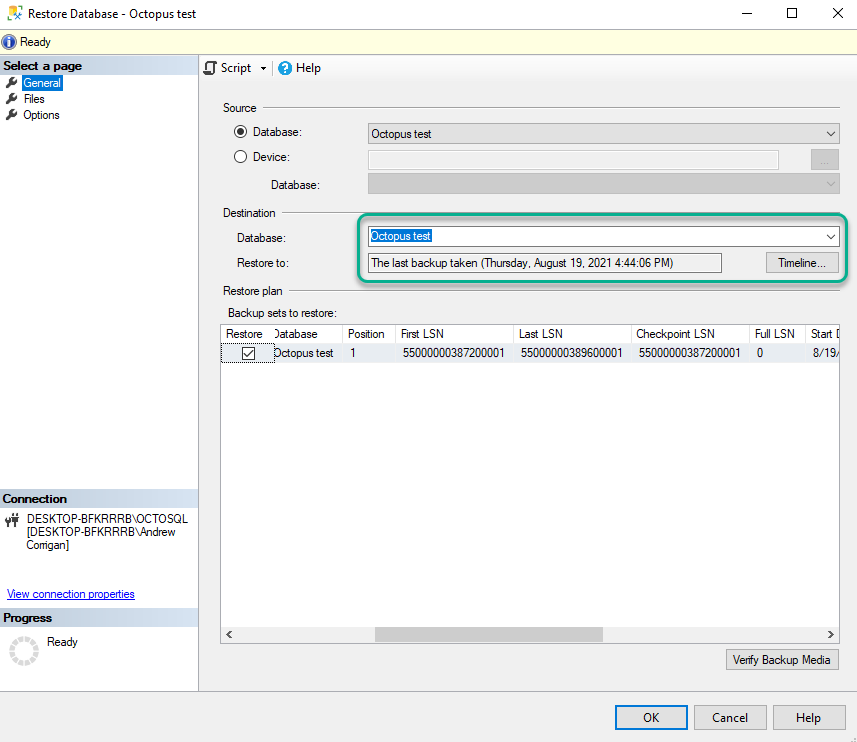 Restore Database - Octopus test
Ready
Select a page
General
Files
Options
Script
Help
Source
Database:
Octopus test
Device:
...
Database:
Destination
Database:
Octopus test
Restore to:
The last backup taken (Thursday, August 19, 2021 4:44:06 PM)
Timeline...
Restore plan
Backup sets to restore:
Restore Database Position First LSN Last LSN Checkpoint LSN Full LSN Start D
Octopus test 1 55000000387200001 55000000389600001 55000000387200001 0 8/19/
Connection
DESKTOP-BFKRRRB\OCTOSQL
[DESKTOP-BFKRRRB\Andrew
Corrigan]
View connection properties
Progress
Ready
Verify Backup Media
OK
Cancel
Help